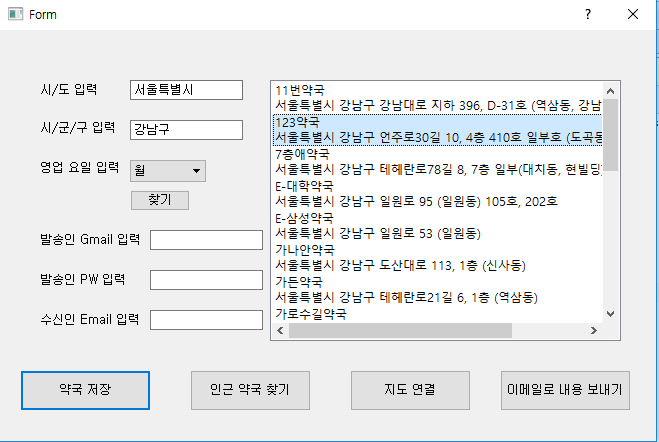 Form
시/도 입력
서울특별시
시/군/구 입력
강남구
영업 요일 입력
월
찾기
발송인 Gmail 입력
발송인 PW 입력
수신인 Email 입력
11번약국
서울특별시 강남구 강남대로 지하 396, D-31호 (역삼동, 강남
123약국
서울특별시 강남구 언주로30길 10, 4층 410호 일부호 (도곡동
7층애약국
서울특별시 강남구 테헤란로78길 8, 7층 일부(대치동, 현빌딩)
E-대학약국
서울특별시 강남구 일원로 95 (일원동) 105호, 202호
E-삼성약국
서울특별시 강남구 일원로 53 (일원동)
가나안약국
서울특별시 강남구 도산대로 113, 1층 (신사동)
가든약국
서울특별시 강남구 테헤란로21길 6, 1층 (역삼동)
가로수길약국
약국 저장
인근 약국 찾기
지도 연결
이메일로 내용 보내기